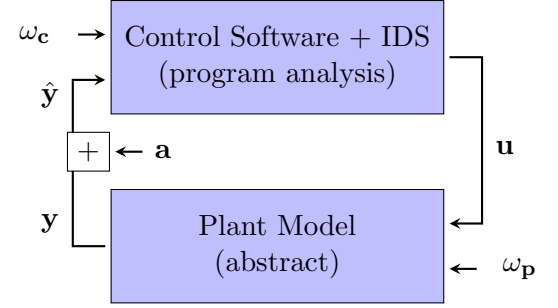 ω_c
Control Software + IDS
(program analysis)
ŷ
+
a
u
y
Plant Model
(abstract)
ω_p